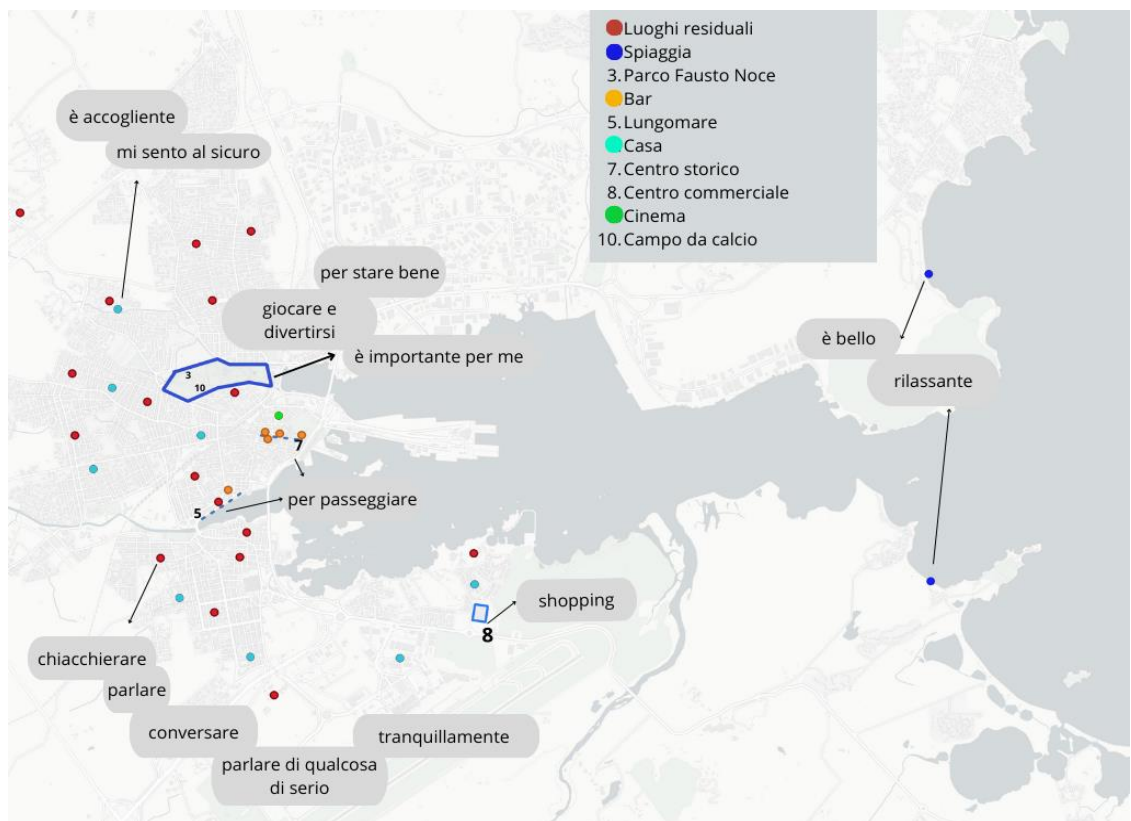 Luoghi residuali
Spiaggia
3. Parco Fausto Noce
Bar
5. Lungomare
Casa
7. Centro storico
8. Centro commerciale
Cinema
10. Campo da calcio
è accogliente
mi sento al sicuro
per stare bene
giocare e
divertirsi
è importante per me
è bello
rilassante
3
10
7
5
per passeggiare
shopping
8
chiacchierare
parlare
conversare
tranquillamente
parlare di qualcosa
di serio